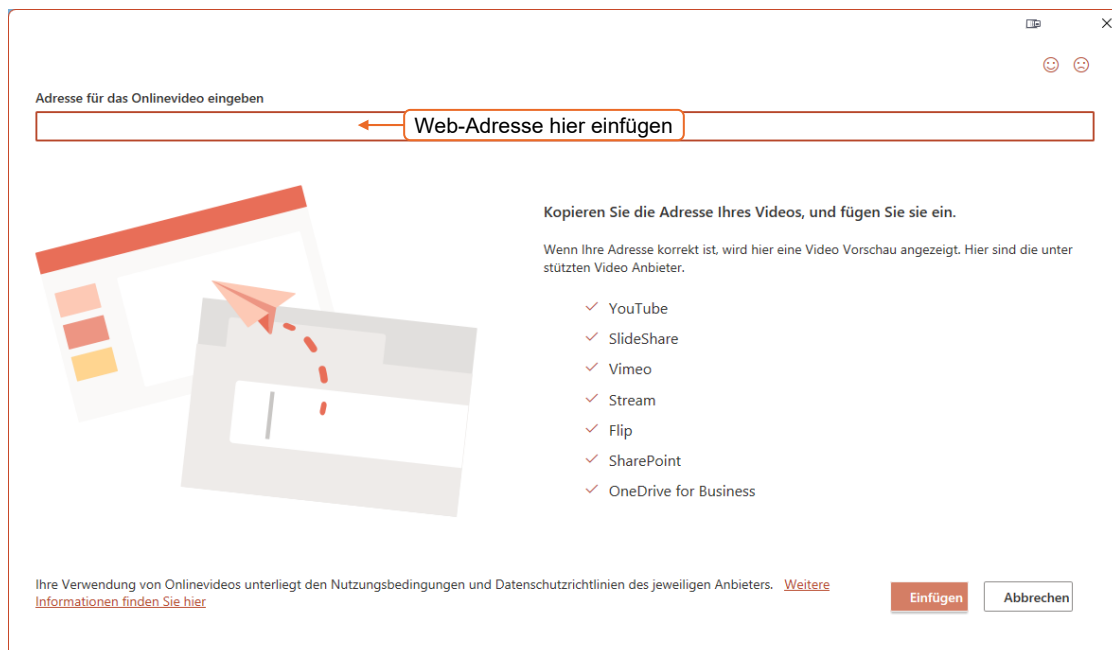 Adresse für das Onlinevideo eingeben
Web-Adresse hier einfügen
Kopieren Sie die Adresse Ihres Videos, und fügen Sie sie ein.
Wenn Ihre Adresse korrekt ist, wird hier eine Video Vorschau angezeigt. Hier sind die unter
stützten Video Anbieter.
YouTube
SlideShare
Vimeo
Stream
Flip
SharePoint
OneDrive for Business
Ihre Verwendung von Onlinevideos unterliegt den Nutzungsbedingungen und Datenschutzrichtlinien des jeweiligen Anbieters. Weitere
Informationen finden Sie hier
Einfügen
Abbrechen